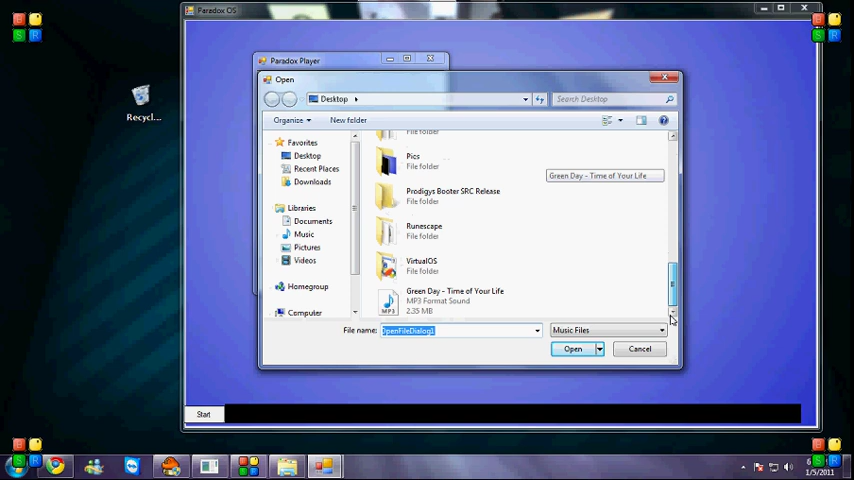 Paradox OS
Paradox Player
Open
Desktop
Search Desktop
Organise
New folder
Favorites
Desktop
Recent Places
Downloads
Libraries
Documents
Music
Pictures
Videos
Homegroup
Computer
File folder
Pics
File folder
Prodigys Booter SRC Release
File folder
Runescape
File folder
VirtualOS
File folder
Green Day - Time of Your Life
MP3 Format Sound
2.35 MB
MP3
Green Day - Time of Your Life
File name:
OpenFileDialog1
Music Files
Open
Cancel
Recycl...
Start
B
S R
B
S R
B
S R
B
S R
1/5/2011